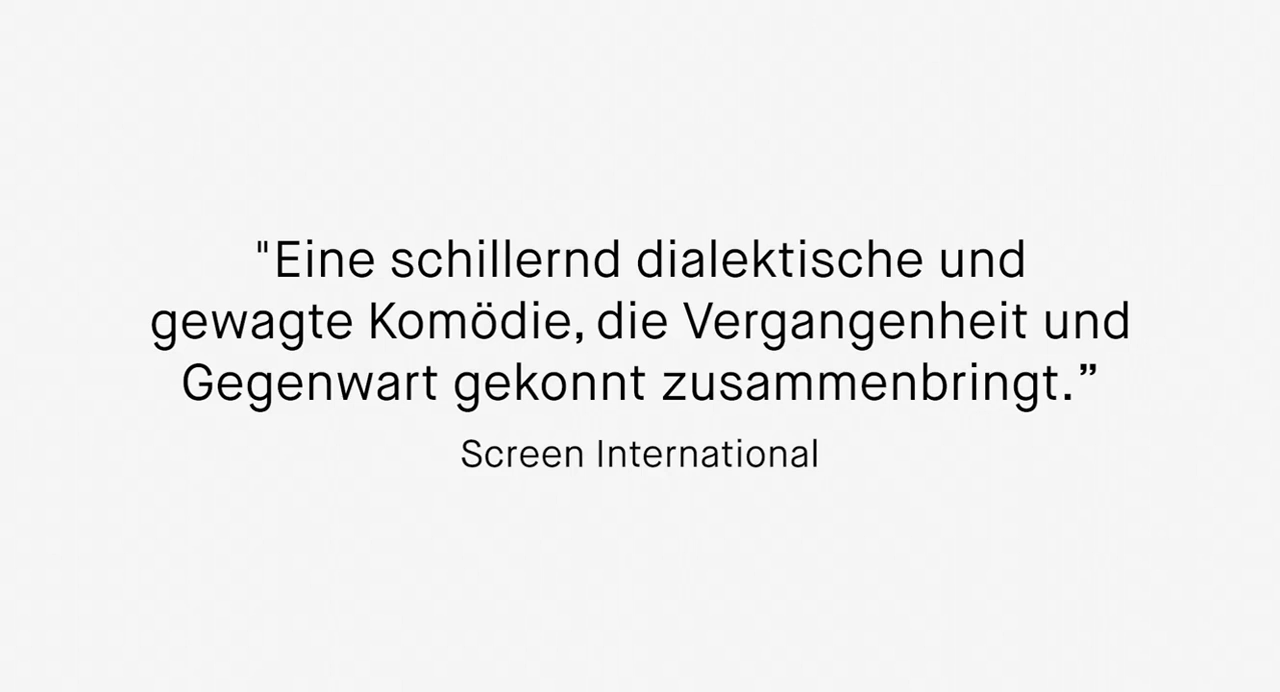 "Eine schillernd dialektische und
gewagte Komödie, die Vergangenheit und
Gegenwart gekonnt zusammenbringt.”
Screen International